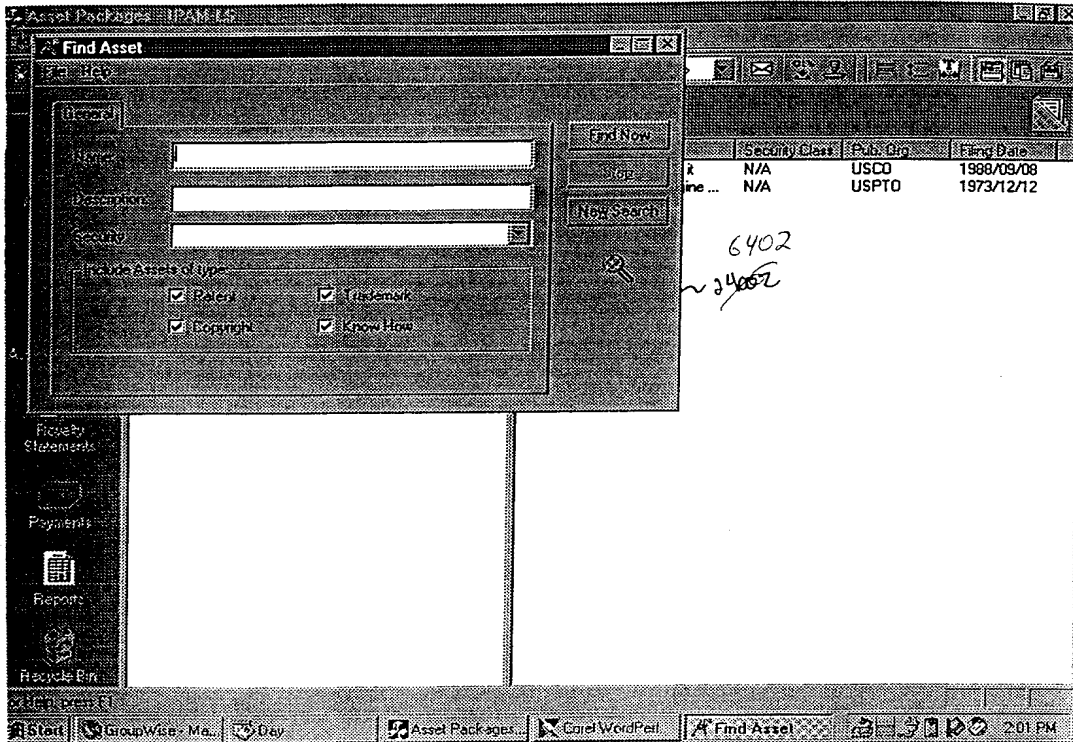 Asset Packages - IPAM LS
Find Asset
File Help
General
Name:
Description:
Security:
Include Assets of type
Patent
Trademark
Copyright
Know How
Find Now
Stop
New Search
Security Class Pub. Org. Filing Date
it N/A USCO 1988/09/08
ine ... N/A USPTO 1973/12/12
6402
Royalty
Statements
Payments
Reports
Recycle Bin
Help, press F1
Start GroupWise - Ma... Day Asset Packages... Corel WordPerf... Find Asset 2:01 PM